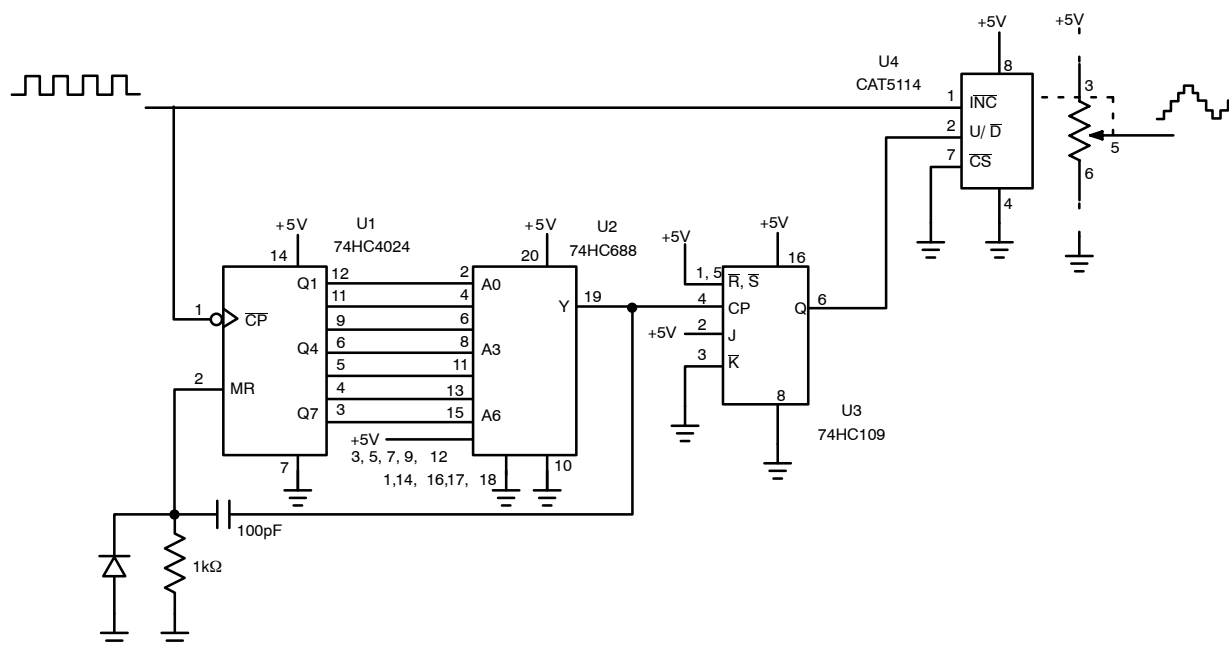 +5V
+5V
U4
CAT5114
8
3
1
I̅N̅C̅
2
U/ D̅
7
C̅S̅
5
6
4
+5V
U1
74HC4024
14
+5V
U2
74HC688
20
+5V
+5V
16
Q1
12
2
A0
11
4
1
C̅P̅
9
6
Q4
6
8
A3
5
11
2
MR
4
13
Q7
3
15
A6
Y
19
1, 5
R̅, S̅
4
CP
Q
6
+5V
2
J
3
K̅
8
U3
74HC109
+5V
3, 5, 7, 9, 12
1,14, 16,17, 18
7
10
100pF
1kΩ